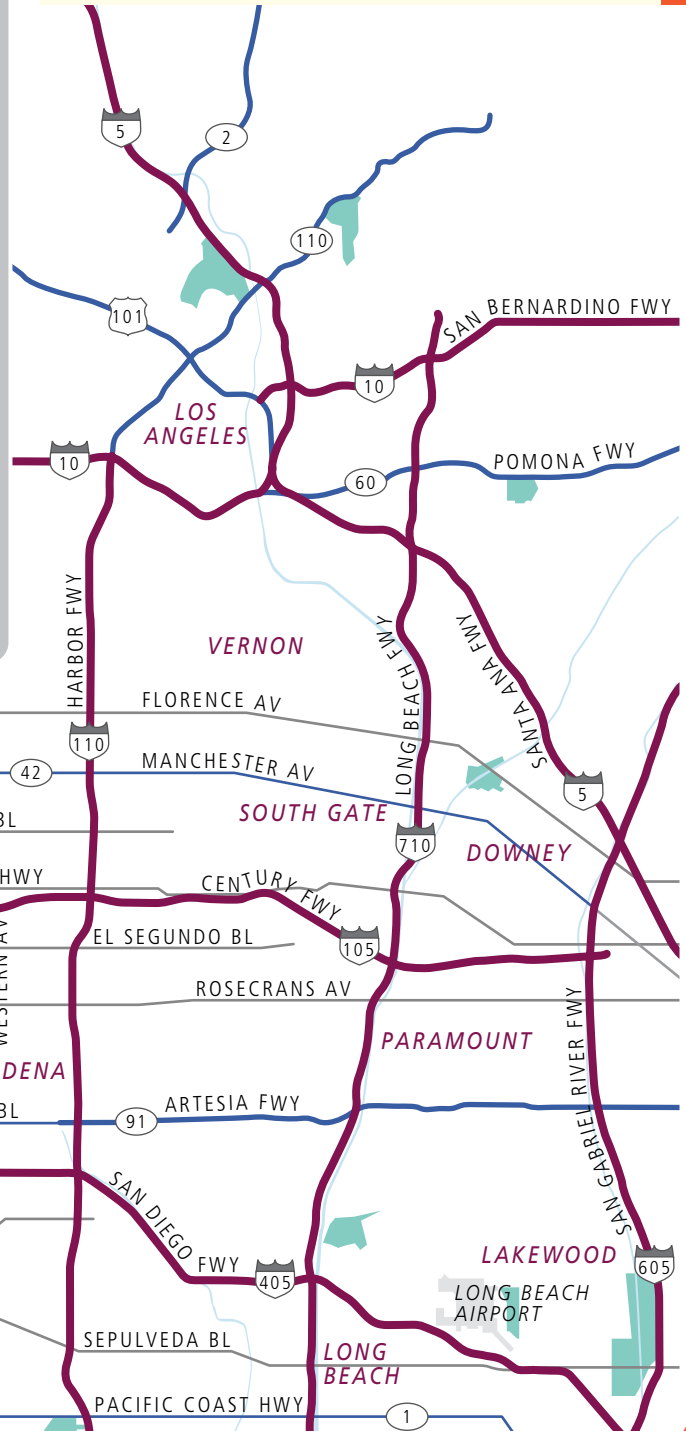 5
2
110
101
SAN BERNARDINO FWY
10
LOS
ANGELES
10
POMONA FWY
60
HARBOR FWY
VERNON
LONG BEACH FWY
SANTA ANA FWY
FLORENCE AV
110
42
MANCHESTER AV
5
SOUTH GATE
BL
710
DOWNEY
HWY
CENTURY FWY
WESTERN AV
EL SEGUNDO BL
105
ROSECRANS AV
SAN GABRIEL RIVER FWY
PARAMOUNT
DENA
BL
91
ARTESIA FWY
SAN DIEGO FWY
405
LAKEWOOD
605
LONG BEACH
AIRPORT
SEPULVEDA BL
LONG
BEACH
PACIFIC COAST HWY
1